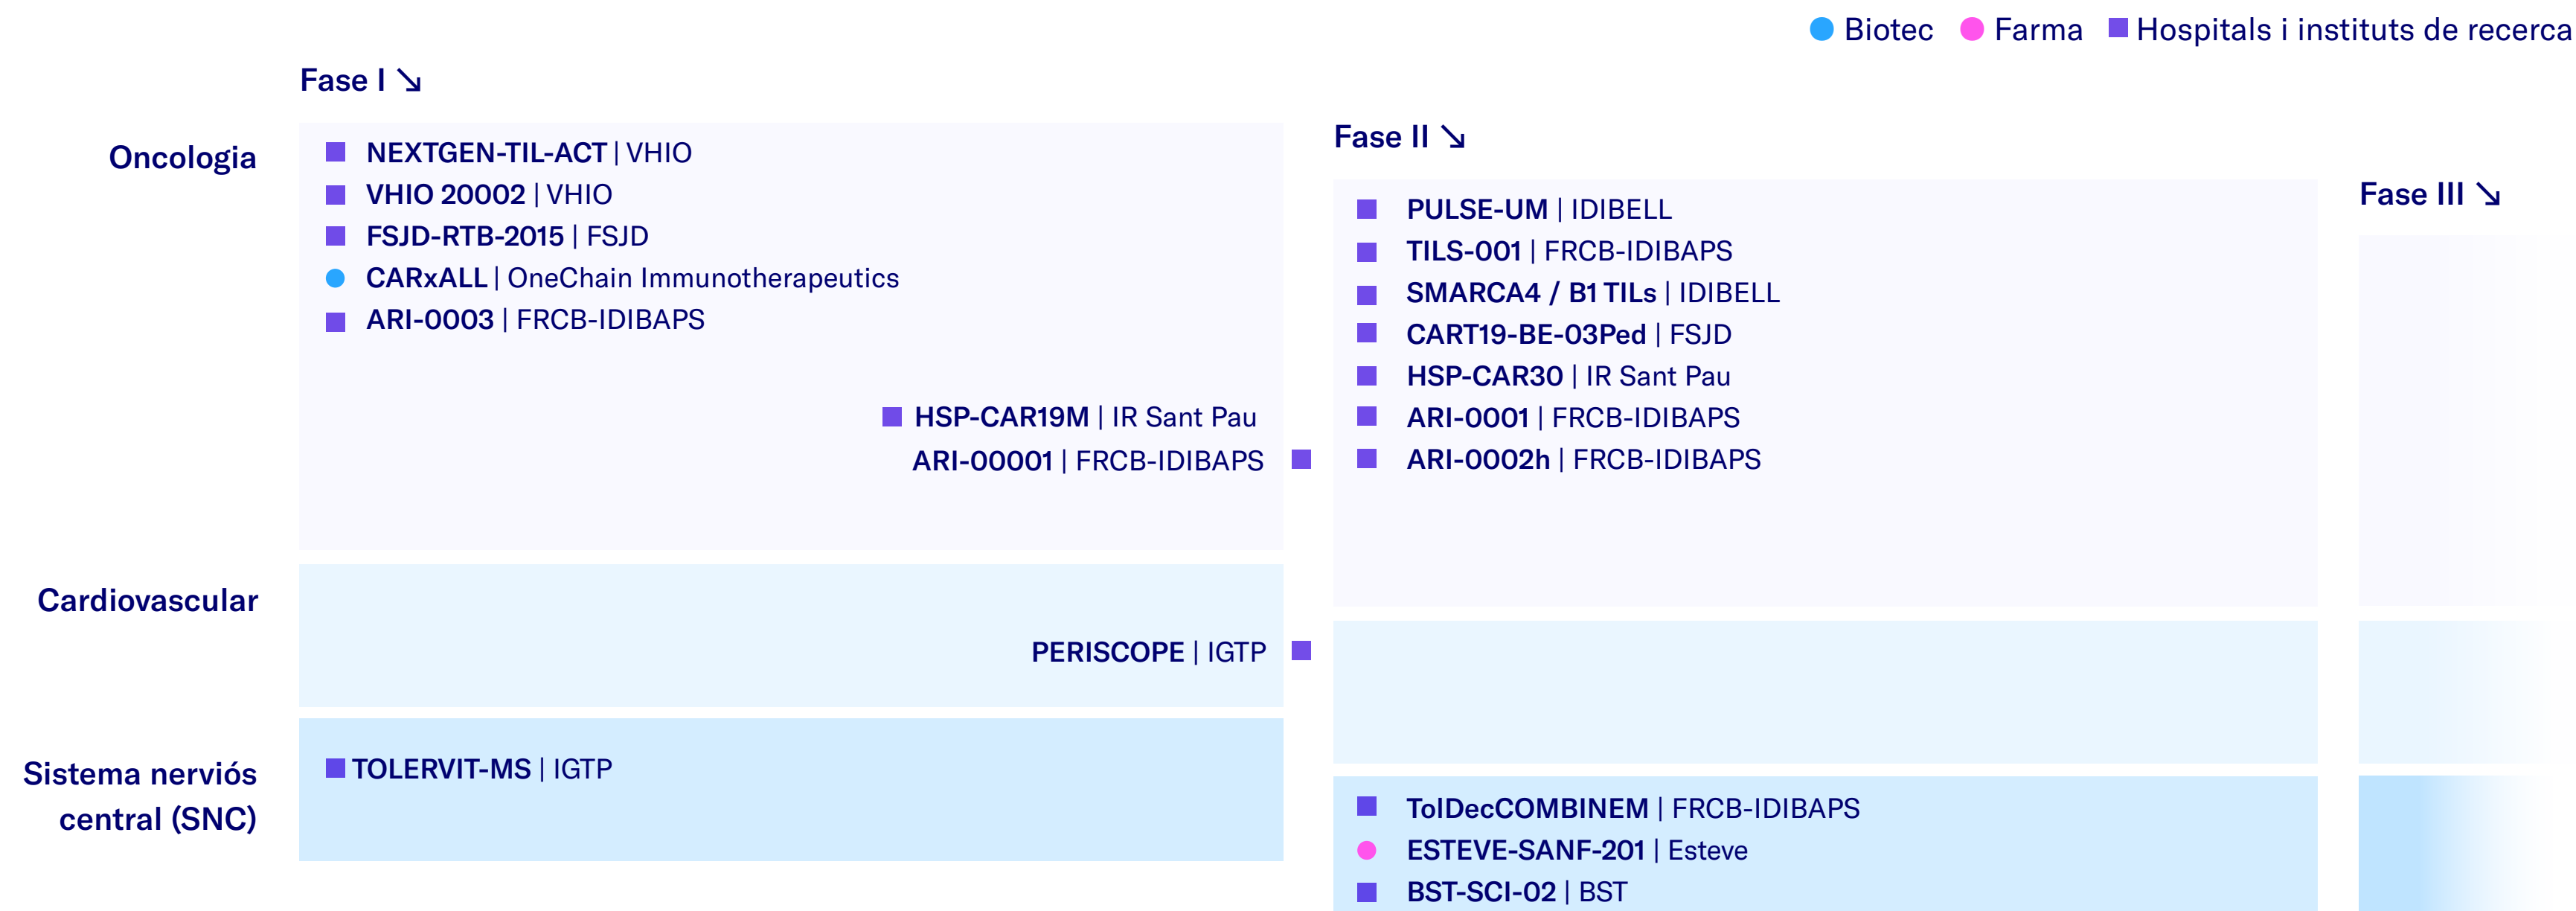 Biotec Farma Hospitals i instituts de recerca
Fase I ↘
Oncologia
NEXTGEN-TIL-ACT | VHIO
VHIO 20002 | VHIO
FSJD-RTB-2015 | FSJD
CARxALL | OneChain Immunotherapeutics
ARI-0003 | FRCB-IDIBAPS
HSP-CAR19M | IR Sant Pau
ARI-00001 | FRCB-IDIBAPS
Fase II ↘
PULSE-UM | IDIBELL
TILS-001 | FRCB-IDIBAPS
SMARCA4 / B1 TILs | IDIBELL
CART19-BE-03Ped | FSJD
HSP-CAR30 | IR Sant Pau
ARI-0001 | FRCB-IDIBAPS
ARI-0002h | FRCB-IDIBAPS
Fase III ↘
Cardiovascular
PERISCOPE | IGTP
Sistema nerviós
central (SNC)
TOLERVIT-MS | IGTP
TolDecCOMBINEM | FRCB-IDIBAPS
ESTEVE-SANF-201 | Esteve
BST-SCI-02 | BST